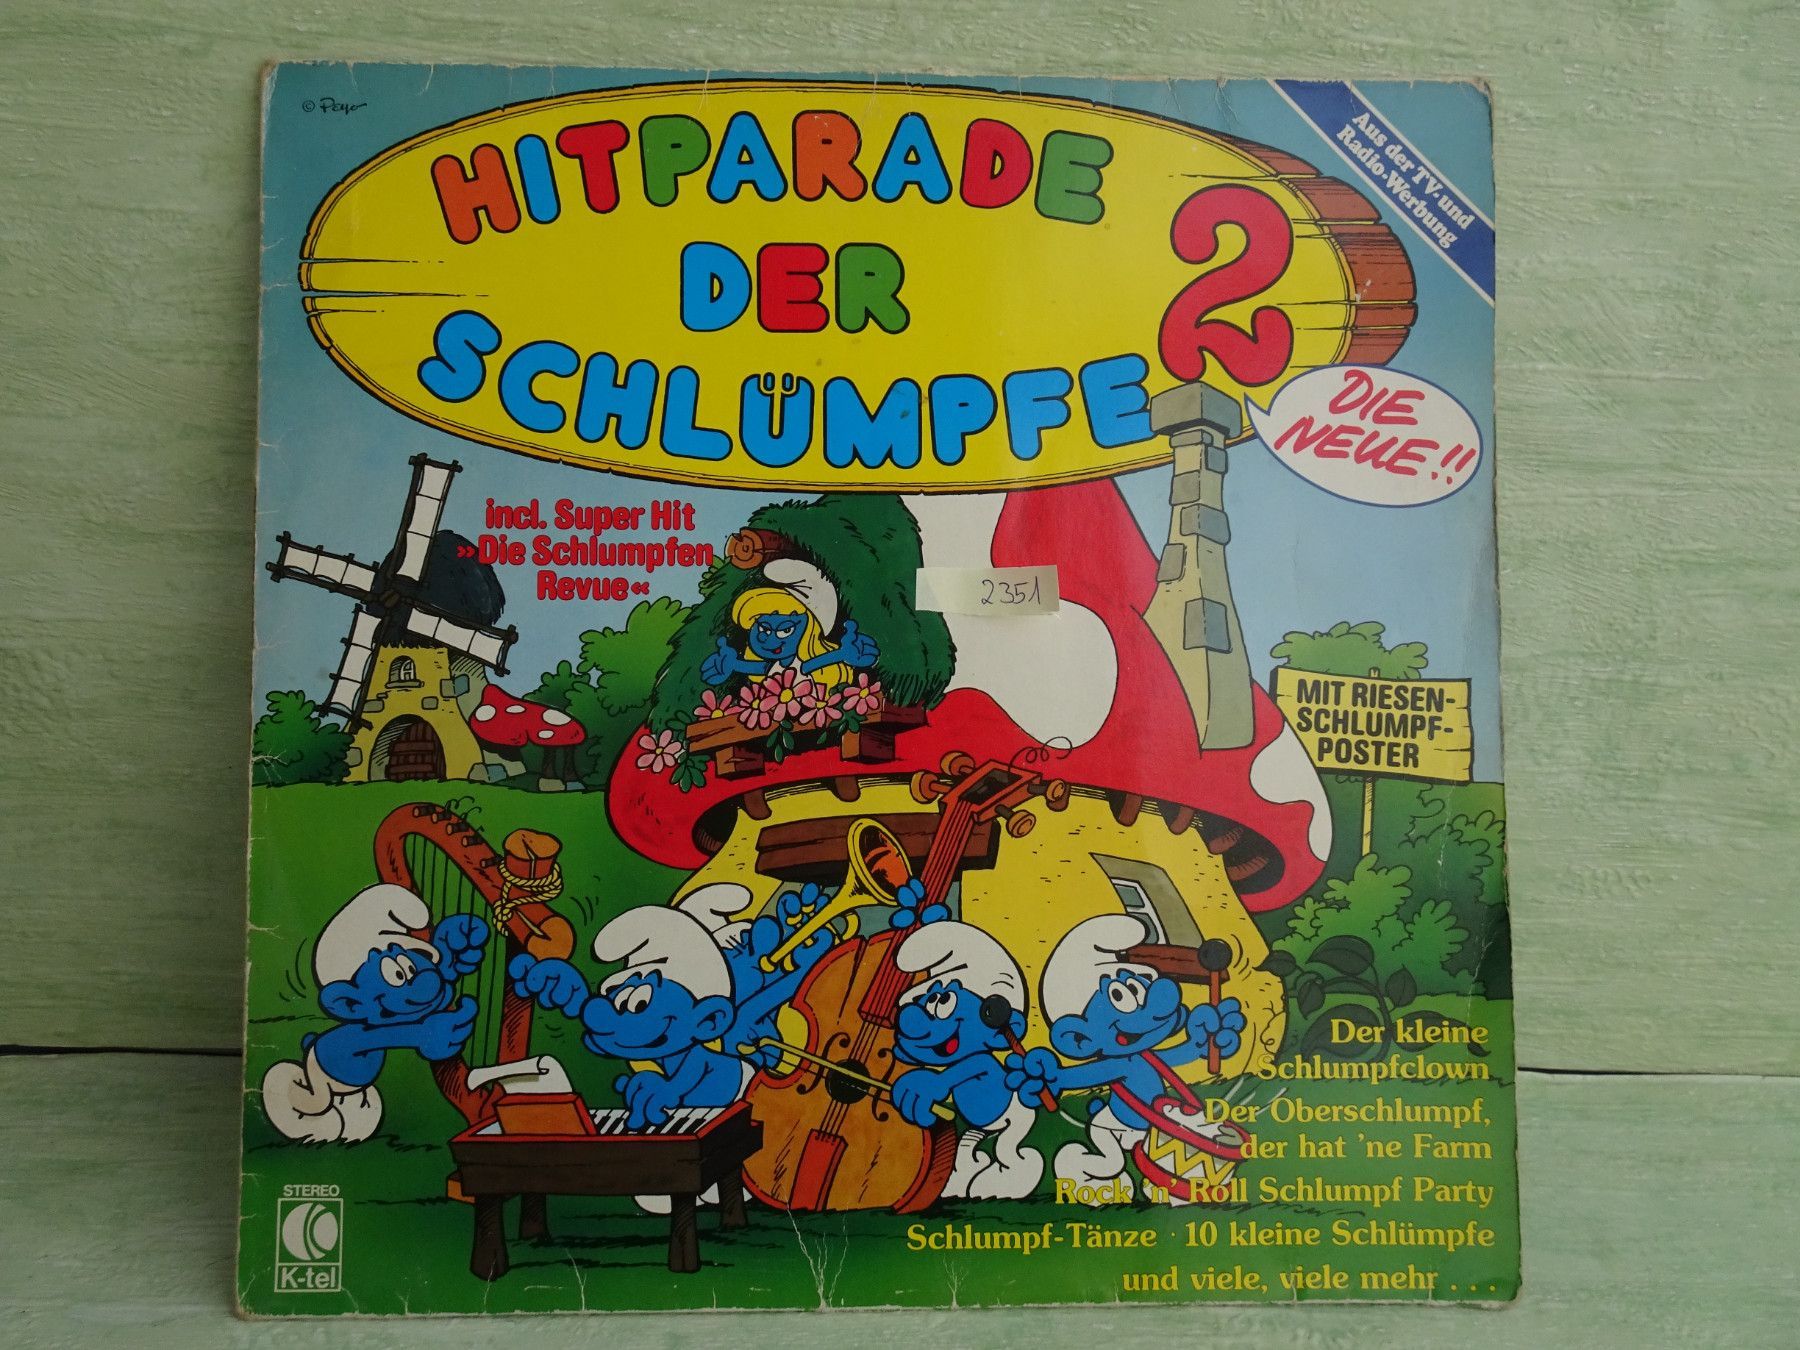 © Peyo
HITPARADE
DER
SCHLÜMPFE 2
Aus der TV- und
Radio-Werbung
DIE
NEUE!!
incl. Super Hit
»Die Schlumpfen
Revue«
2351
MIT RIESEN-
SCHLUMPF-
POSTER
Der kleine
Schlumpfclown
Der Oberschlumpf,
der hat 'ne Farm
Rock 'n' Roll Schlumpf Party
Schlumpf-Tänze · 10 kleine Schlümpfe
und viele, viele mehr . . .
STEREO
K-tel